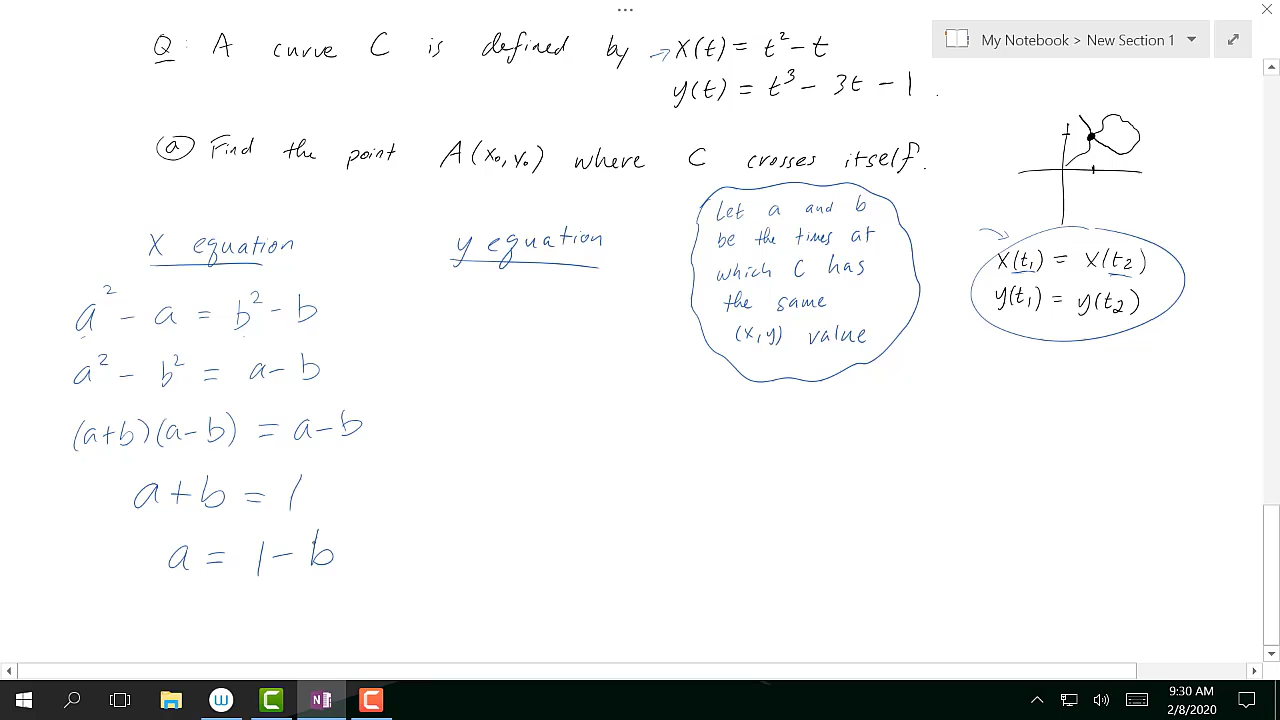 Q: A curve C is defined by → x(t) = t² - t
y(t) = t³ - 3t - 1 .
My Notebook > New Section 1
(a) Find the point A(x₀, y₀) where C crosses itself.
x equation
a² - a = b² - b
a² - b² = a - b
(a+b)(a-b) = a-b
a + b = 1
a = 1 - b
y equation
Let a and b
be the times at
which C has
the same
(x,y) value
x(t₁) = x(t₂)
y(t₁) = y(t₂)
9:30 AM
2/8/2020